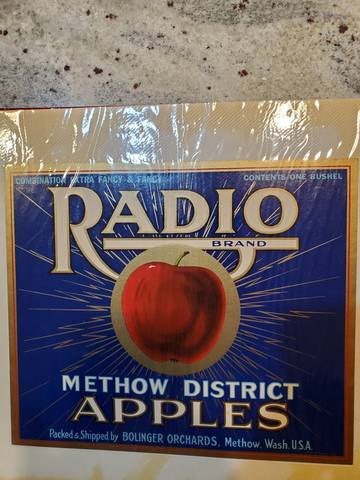 COMBINATION EXTRA FANCY & FANCY
CONTENTS ONE BUSHEL
RADIO
BRAND
METHOW DISTRICT
APPLES
Packed & Shipped by BOLINGER ORCHARDS, Methow, Wash. U.S.A.